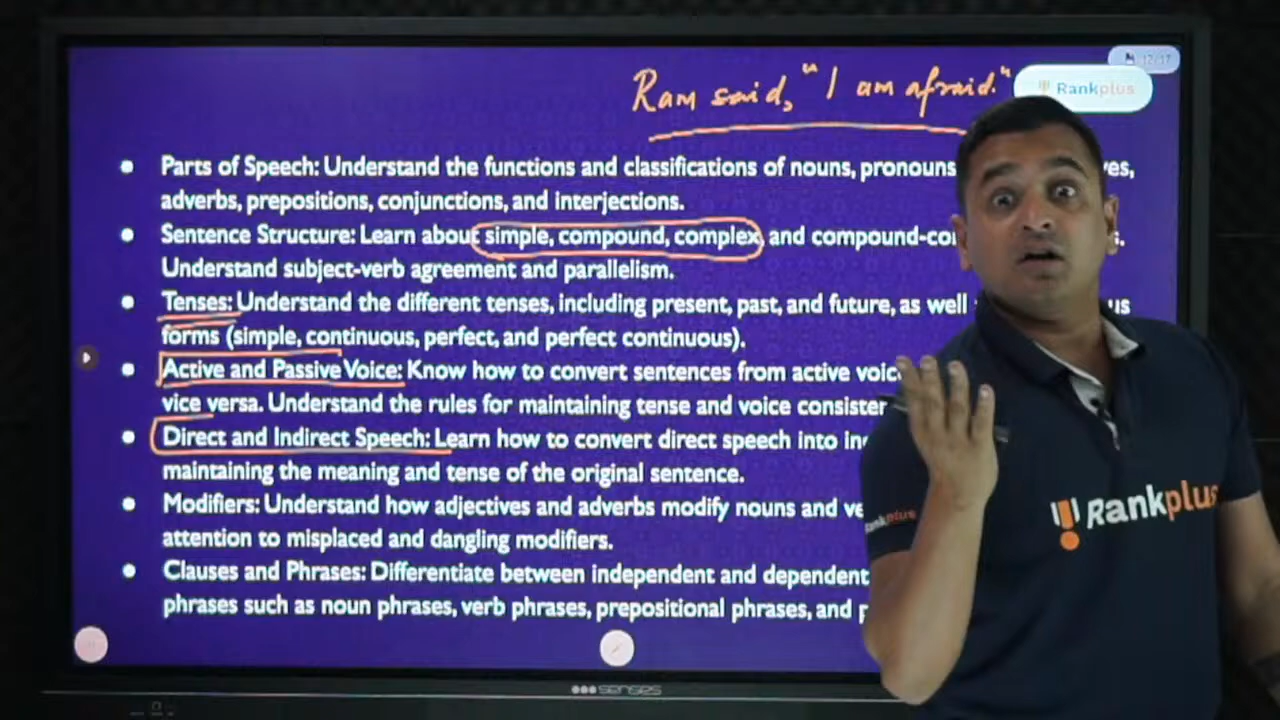 12/17
Ram said, "I am afraid."
Rankplus
Parts of Speech: Understand the functions and classifications of nouns, pronouns
adverbs, prepositions, conjunctions, and interjections.
Sentence Structure: Learn about simple, compound, complex, and compound-co
Understand subject-verb agreement and parallelism.
Tenses: Understand the different tenses, including present, past, and future, as well
forms (simple, continuous, perfect, and perfect continuous).
Active and Passive Voice: Know how to convert sentences from active voic
vice versa. Understand the rules for maintaining tense and voice consister
Direct and Indirect Speech: Learn how to convert direct speech into in
maintaining the meaning and tense of the original sentence.
Modifiers: Understand how adjectives and adverbs modify nouns and ve
attention to misplaced and dangling modifiers.
Clauses and Phrases: Differentiate between independent and dependent
phrases such as noun phrases, verb phrases, prepositional phrases, and p
Rankplus
Rankplus
senses